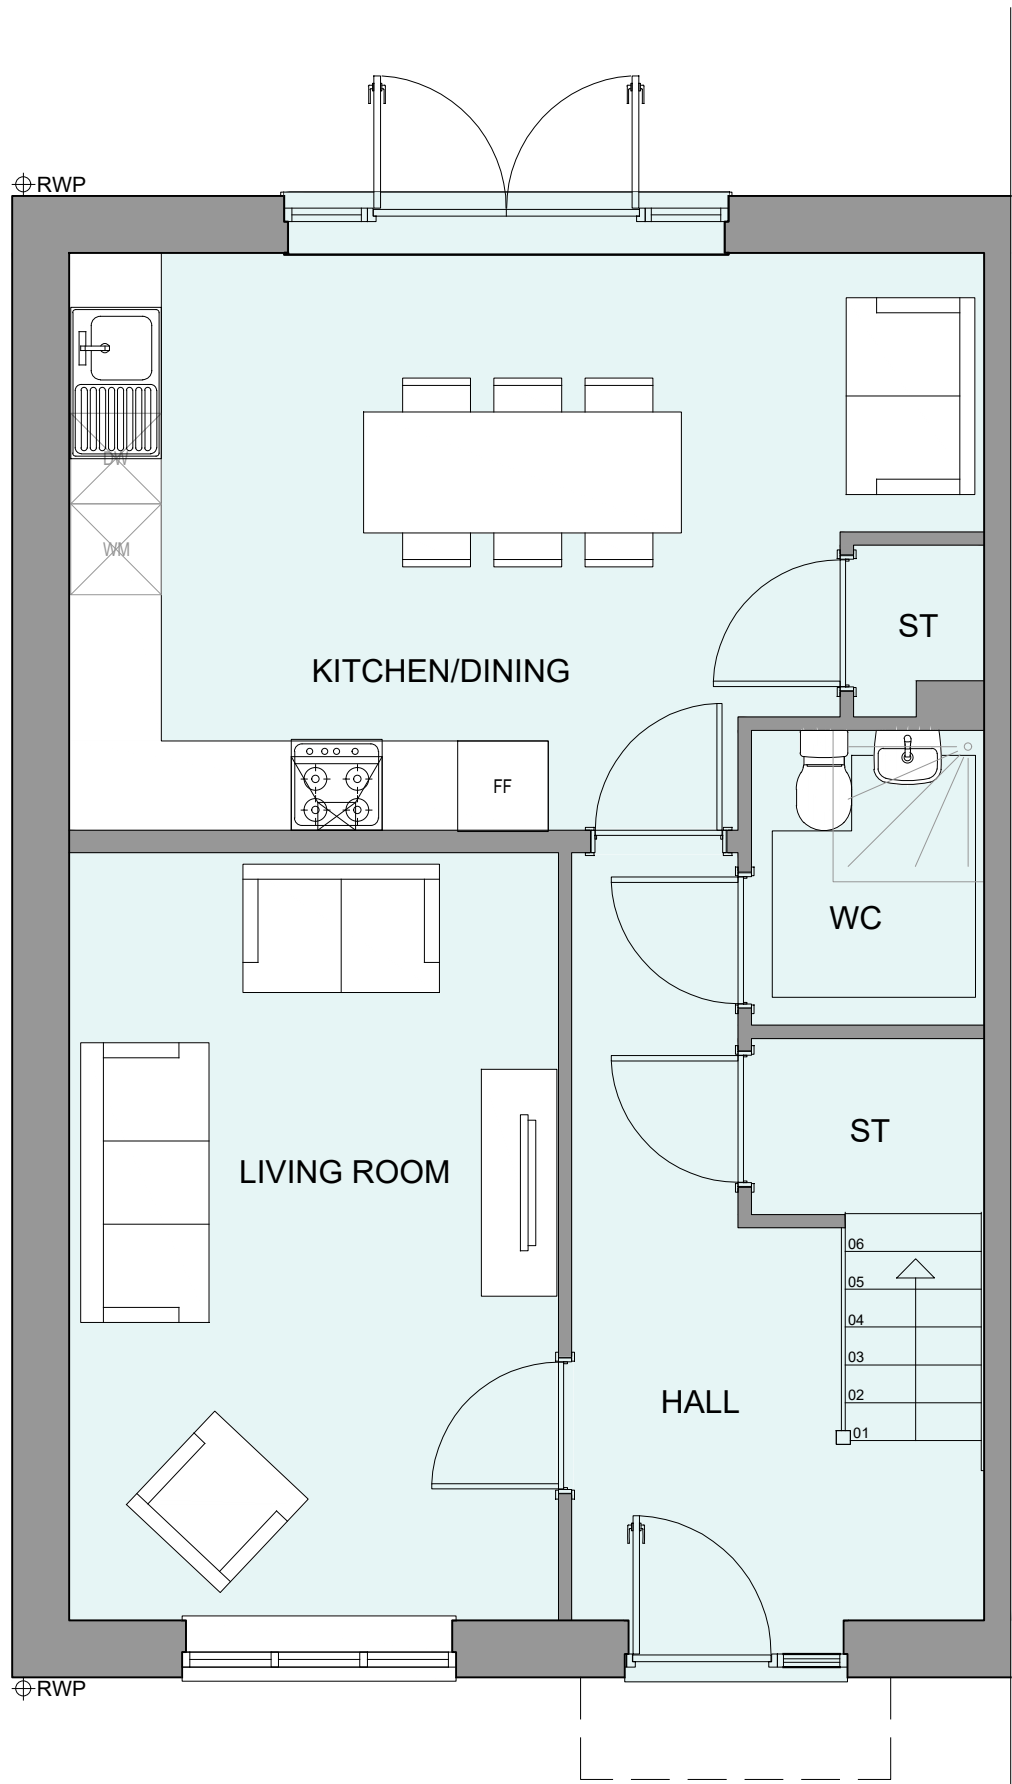 RWP
DW
WM
ST
KITCHEN/DINING
FF
WC
ST
LIVING ROOM
06
05
04
03
02
01
HALL
RWP